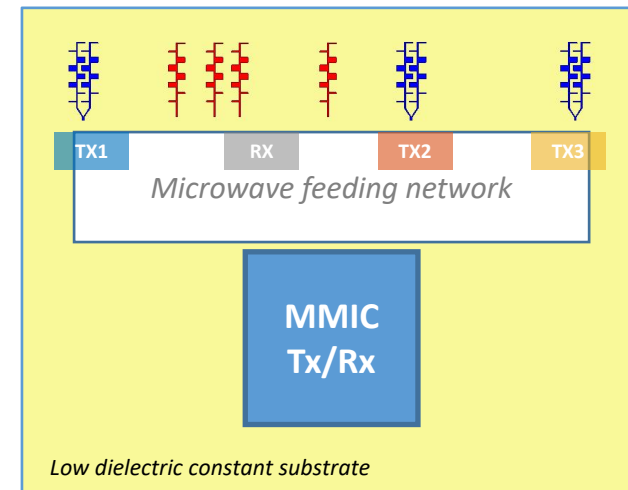 TX1 RX TX2 TX3
Microwave feeding network
MMIC
Tx/Rx
Low dielectric constant substrate